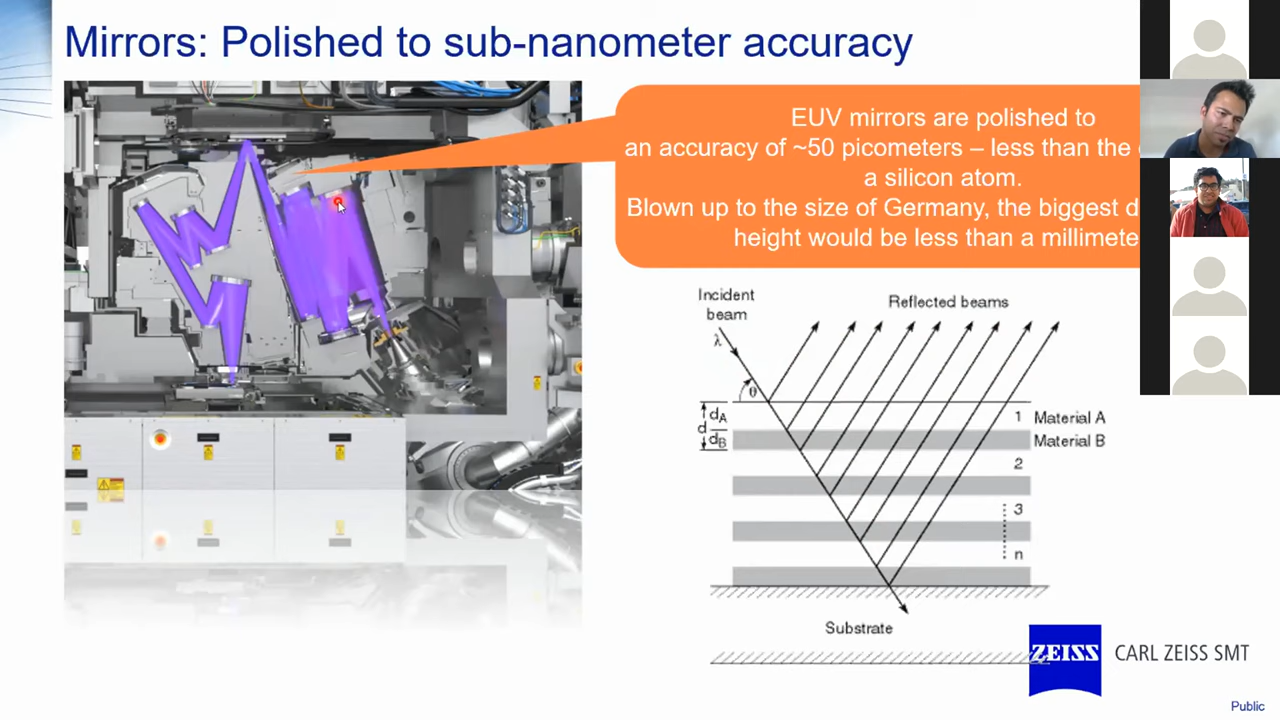 Mirrors: Polished to sub-nanometer accuracy
EUV mirrors are polished to
an accuracy of ~50 picometers – less than the
a silicon atom.
Blown up to the size of Germany, the biggest
height would be less than a
Incident
beam
Reflected beams
λ
θ
dA
d
dB
1
Material A
Material B
2
3
n
Substrate
ZEISS
CARL ZEISS SMT
Public